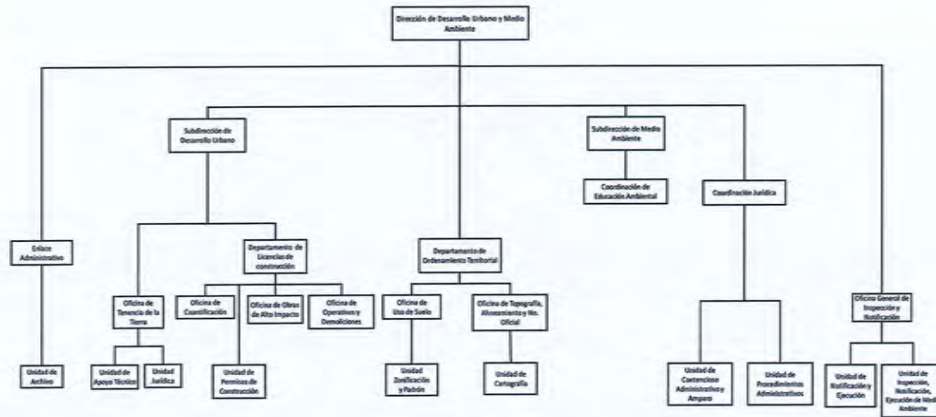 Dirección de Desarrollo Urbano y Medio
Ambiente
Subdirección de
Desarrollo Urbano
Subdirección de Medio
Ambiente
Coordinación de
Educación Ambiental
Coordinación Jurídica
Enlace
Administrativo
Departamento de
Licencias de
construcción
Departamento de
Ordenamiento Territorial
Oficina de
Tenencia de la
Tierra
Oficina de
Cuantificación
Oficina de Obras
de Alto Impacto
Oficina de
Operativos y
Demoliciones
Oficina de
Uso de Suelo
Oficina de Topografía,
Alineamiento y No.
Oficial
Oficina General de
Inspección y
Notificación
Unidad de
Archivo
Unidad de
Apoyo Técnico
Unidad
Jurídica
Unidad de
Permisos de
Construcción
Unidad
Zonificación
y Padrón
Unidad de
Cartografía
Unidad de
Contencioso
Administrativo y
Amparo
Unidad de
Procedimientos
Administrativos
Unidad de
Notificación y
Ejecución
Unidad de
Inspección,
Notificación,
Ejecución de Medio
Ambiente